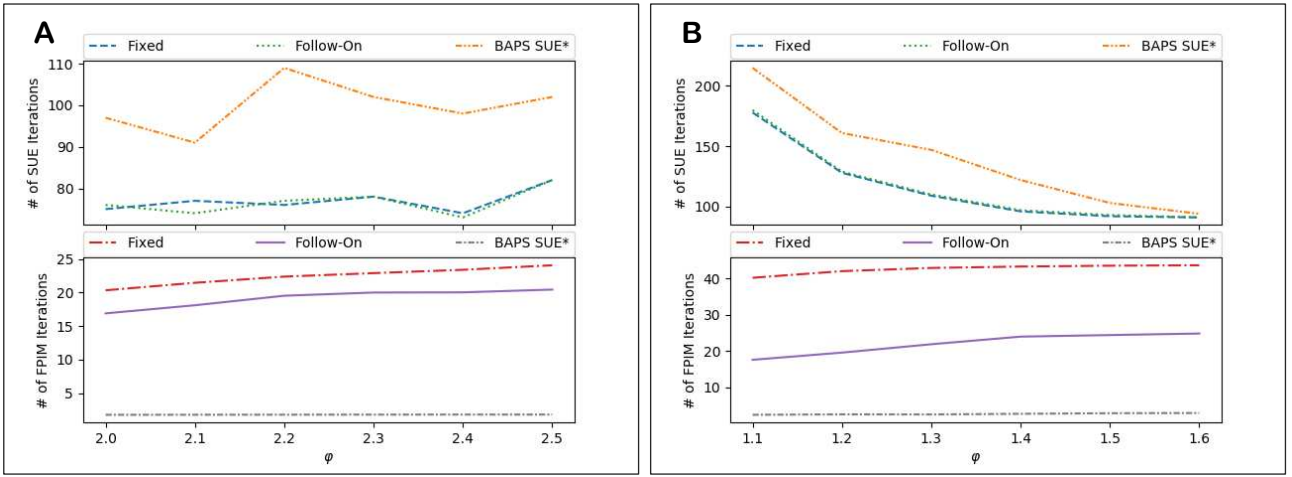 A
Fixed Follow-On BAPS SUE*
# of SUE Iterations
110
100
90
80
Fixed Follow-On BAPS SUE*
# of FPIM Iterations
25
20
15
10
5
2.0 2.1 2.2 2.3 2.4 2.5
φ
B
Fixed Follow-On BAPS SUE*
# of SUE Iterations
200
150
100
Fixed Follow-On BAPS SUE*
# of FPIM Iterations
40
30
20
10
1.1 1.2 1.3 1.4 1.5 1.6
φ